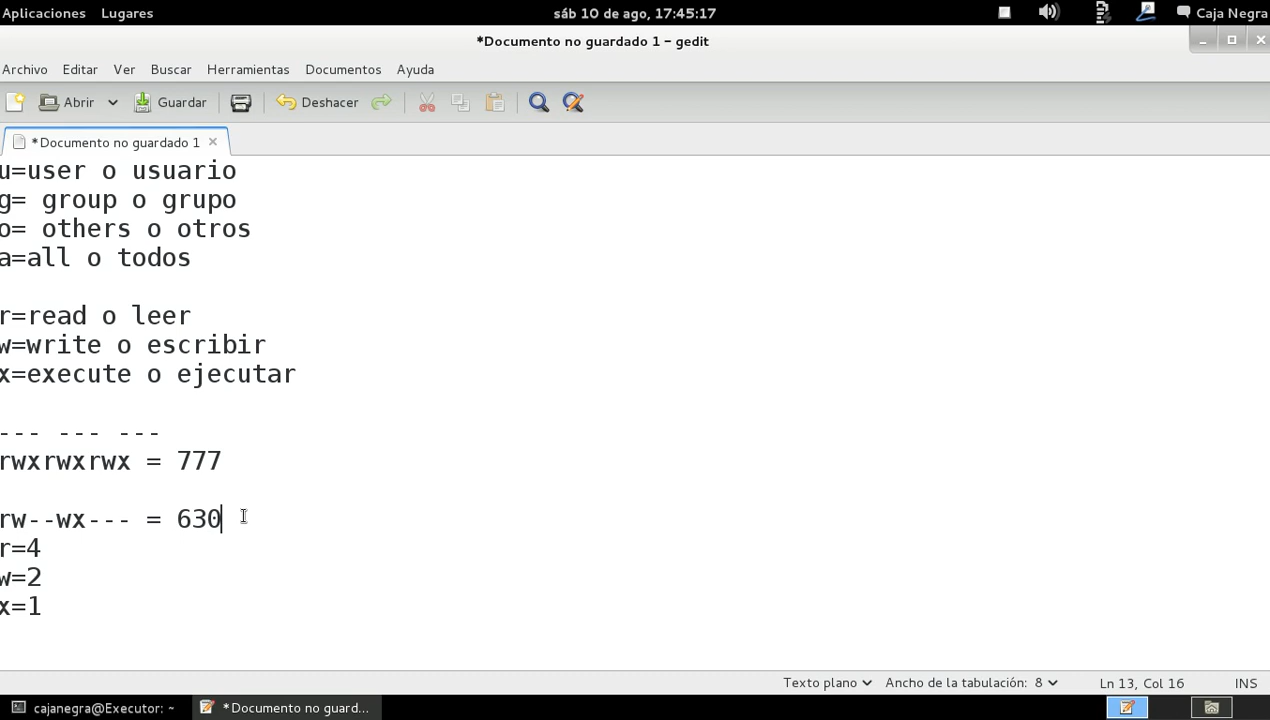 Aplicaciones Lugares sáb 10 de ago, 17:45:17 Caja Negra
*Documento no guardado 1 - gedit
Archivo Editar Ver Buscar Herramientas Documentos Ayuda
Abrir Guardar Deshacer
*Documento no guardado 1
u=user o usuario
g= group o grupo
o= others o otros
a=all o todos
r=read o leer
w=write o escribir
x=execute o ejecutar
--- --- ---
rwxrwxrwx = 777
rw--wx--- = 630
r=4
w=2
x=1
Texto plano Ancho de la tabulación: 8 Ln 13, Col 16 INS
cajanegra@Executor: ~ *Documento no guard...